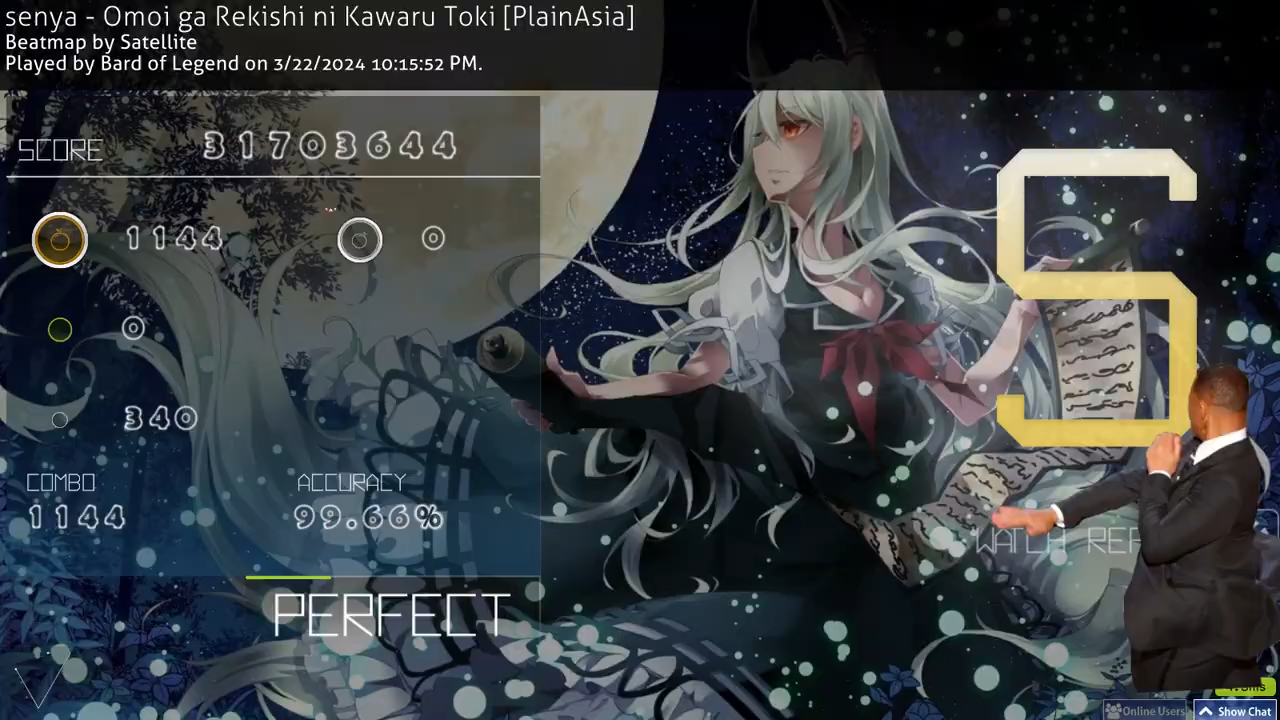 senya - Omoi ga Rekishi ni Kawaru Toki [PlainAsia]
Beatmap by Satellite
Played by Bard of Legend on 3/22/2024 10:15:52 PM.
SCORE 31703644
1144 0
0
340
COMBO ACCURACY
1144 99.66%
PERFECT
S
WATCH
Online Users Show Chat